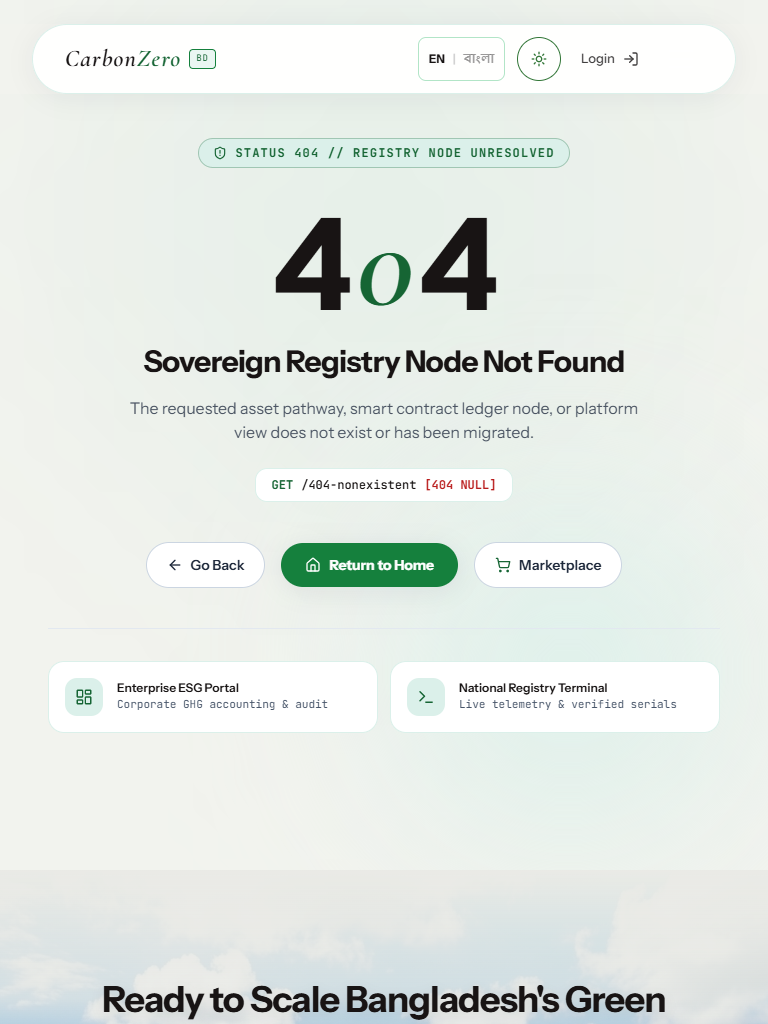 CarbonZero BD
EN | বাংলা
Login
STATUS 404 // REGISTRY NODE UNRESOLVED
4o4
Sovereign Registry Node Not Found
The requested asset pathway, smart contract ledger node, or platform
view does not exist or has been migrated.
GET /404-nonexistent [404 NULL]
Go Back
Return to Home
Marketplace
Enterprise ESG Portal
Corporate GHG accounting & audit
National Registry Terminal
Live telemetry & verified serials
Ready to Scale Bangladesh's Green